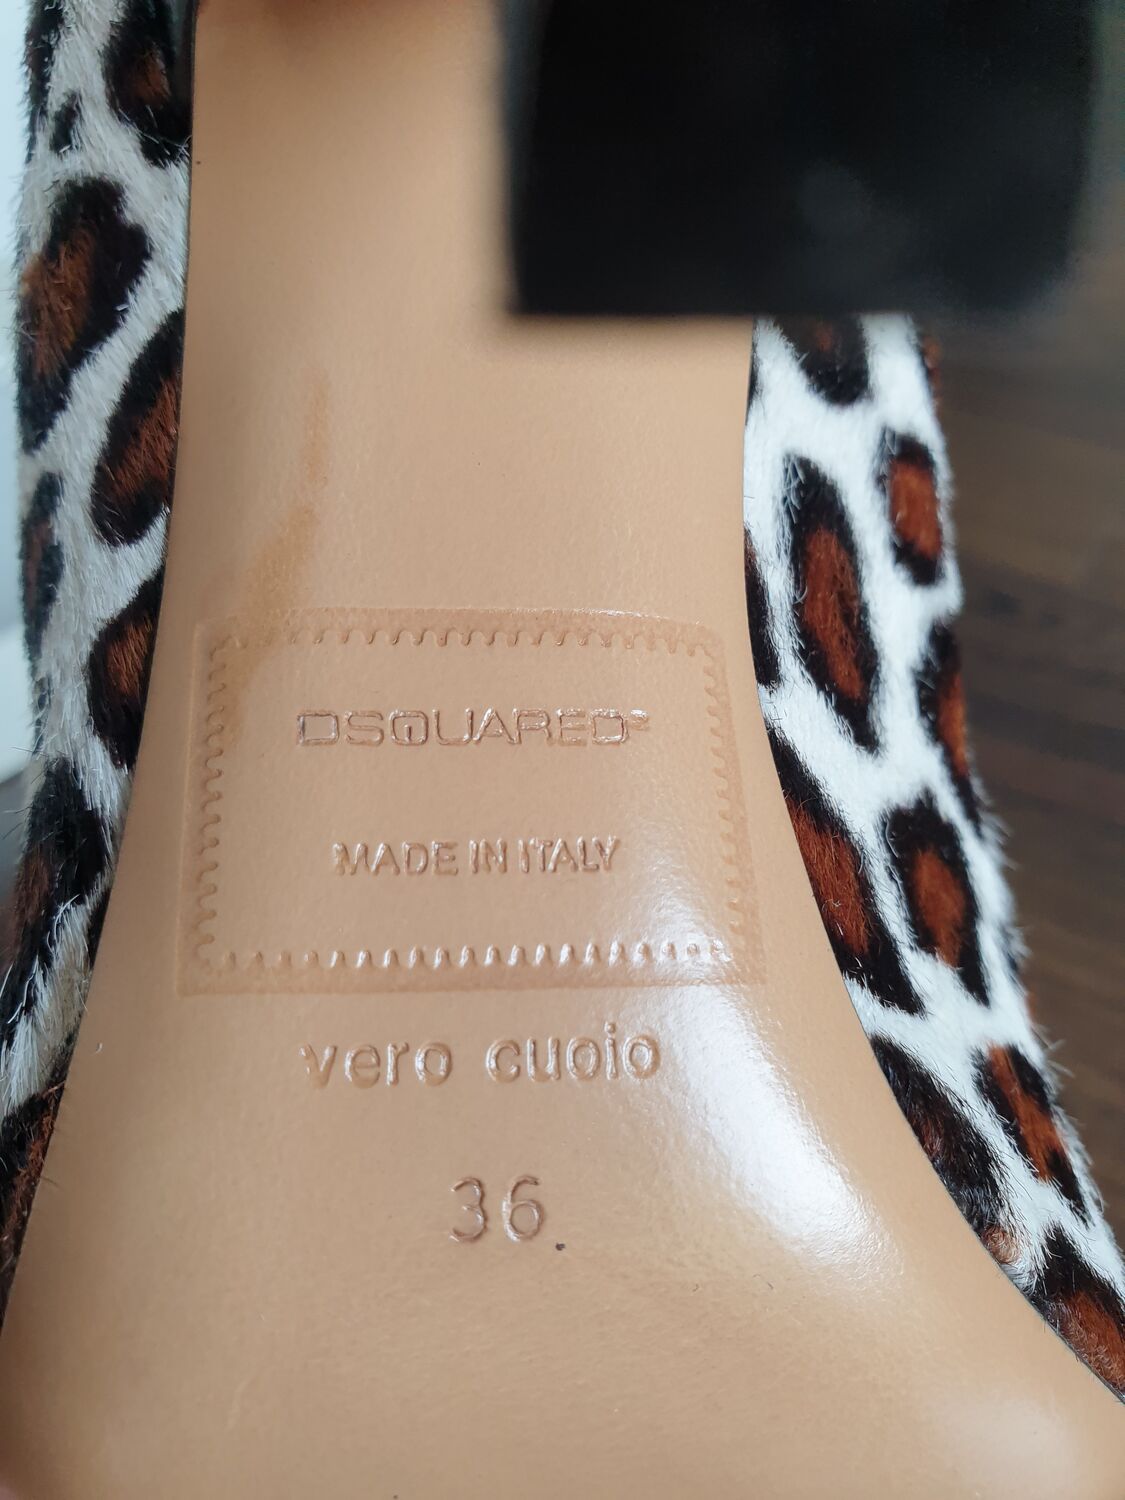 DSQUARED²
MADE IN ITALY
vero cuoio
36